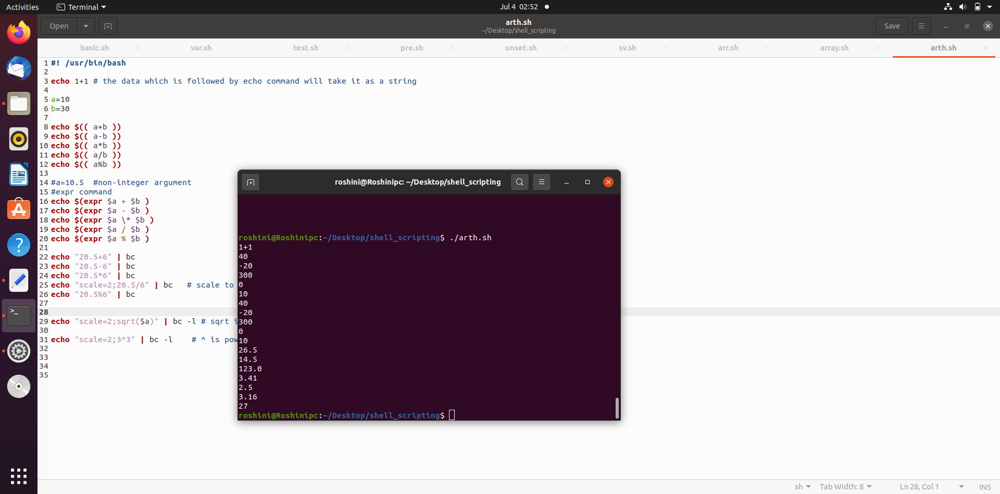 Activities Terminal Jul 4 02:52
Open arth.sh Save
~/Desktop/shell_scripting
basic.sh var.sh test.sh pre.sh unset.sh sv.sh arr.sh array.sh arth.sh
1 #! /usr/bin/bash
2
3 echo 1+1 # the data which is followed by echo command will take it as a string
4
5 a=10
6 b=30
7
8 echo $(( a+b ))
9 echo $(( a-b ))
10 echo $(( a*b ))
11 echo $(( a/b ))
12 echo $(( a%b ))
13
14 #a=10.5  #non-integer argument
15 #expr command
16 echo $(expr $a + $b )
17 echo $(expr $a - $b )
18 echo $(expr $a \* $b )
19 echo $(expr $a / $b )
20 echo $(expr $a % $b )
21
22 echo "20.5+6" | bc
23 echo "20.5-6" | bc
24 echo "20.5*6" | bc
25 echo "scale=2;20.5/6" | bc   # scale to
26 echo "20.5%6" | bc
27
28
29 echo "scale=2;sqrt($a)" | bc -l # sqrt
30
31 echo "scale=2;3^3" | bc -l    # ^ is
32
33
34
35
roshini@Roshinipc: ~/Desktop/shell_scripting
roshini@Roshinipc:~/Desktop/shell_scripting$ ./arth.sh
1+1
40
-20
300
0
10
40
-20
300
0
10
26.5
14.5
123.0
3.41
2.5
3.16
27
roshini@Roshinipc:~/Desktop/shell_scripting$
sh Tab Width: 8 Ln 28, Col 1 INS